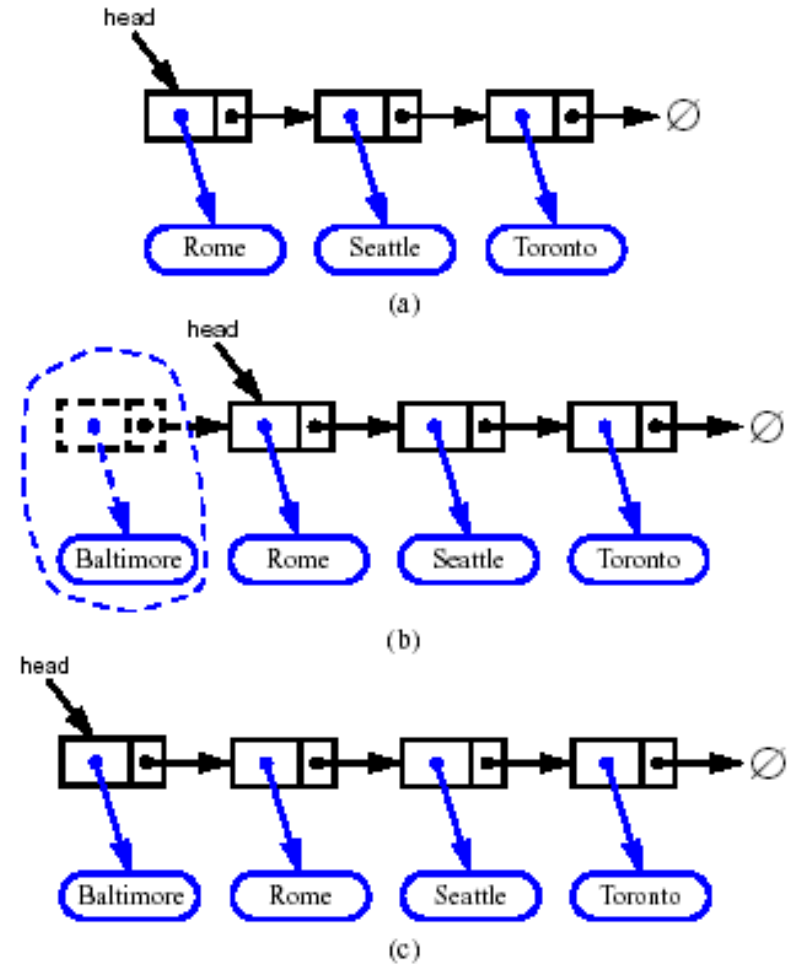 head
∅
Rome Seattle Toronto
(a)
head
∅
Baltimore Rome Seattle Toronto
(b)
head
∅
Baltimore Rome Seattle Toronto
(c)